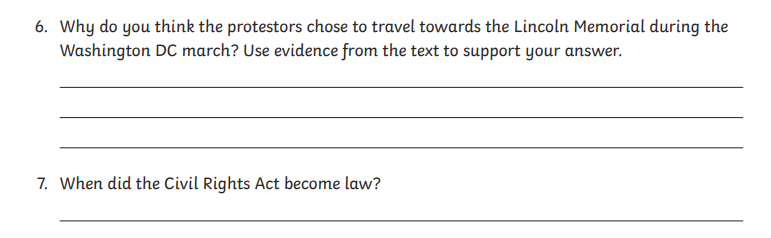 6. Why do you think the protestors chose to travel towards the Lincoln Memorial during the
Washington DC march? Use evidence from the text to support your answer.
7. When did the Civil Rights Act become law?